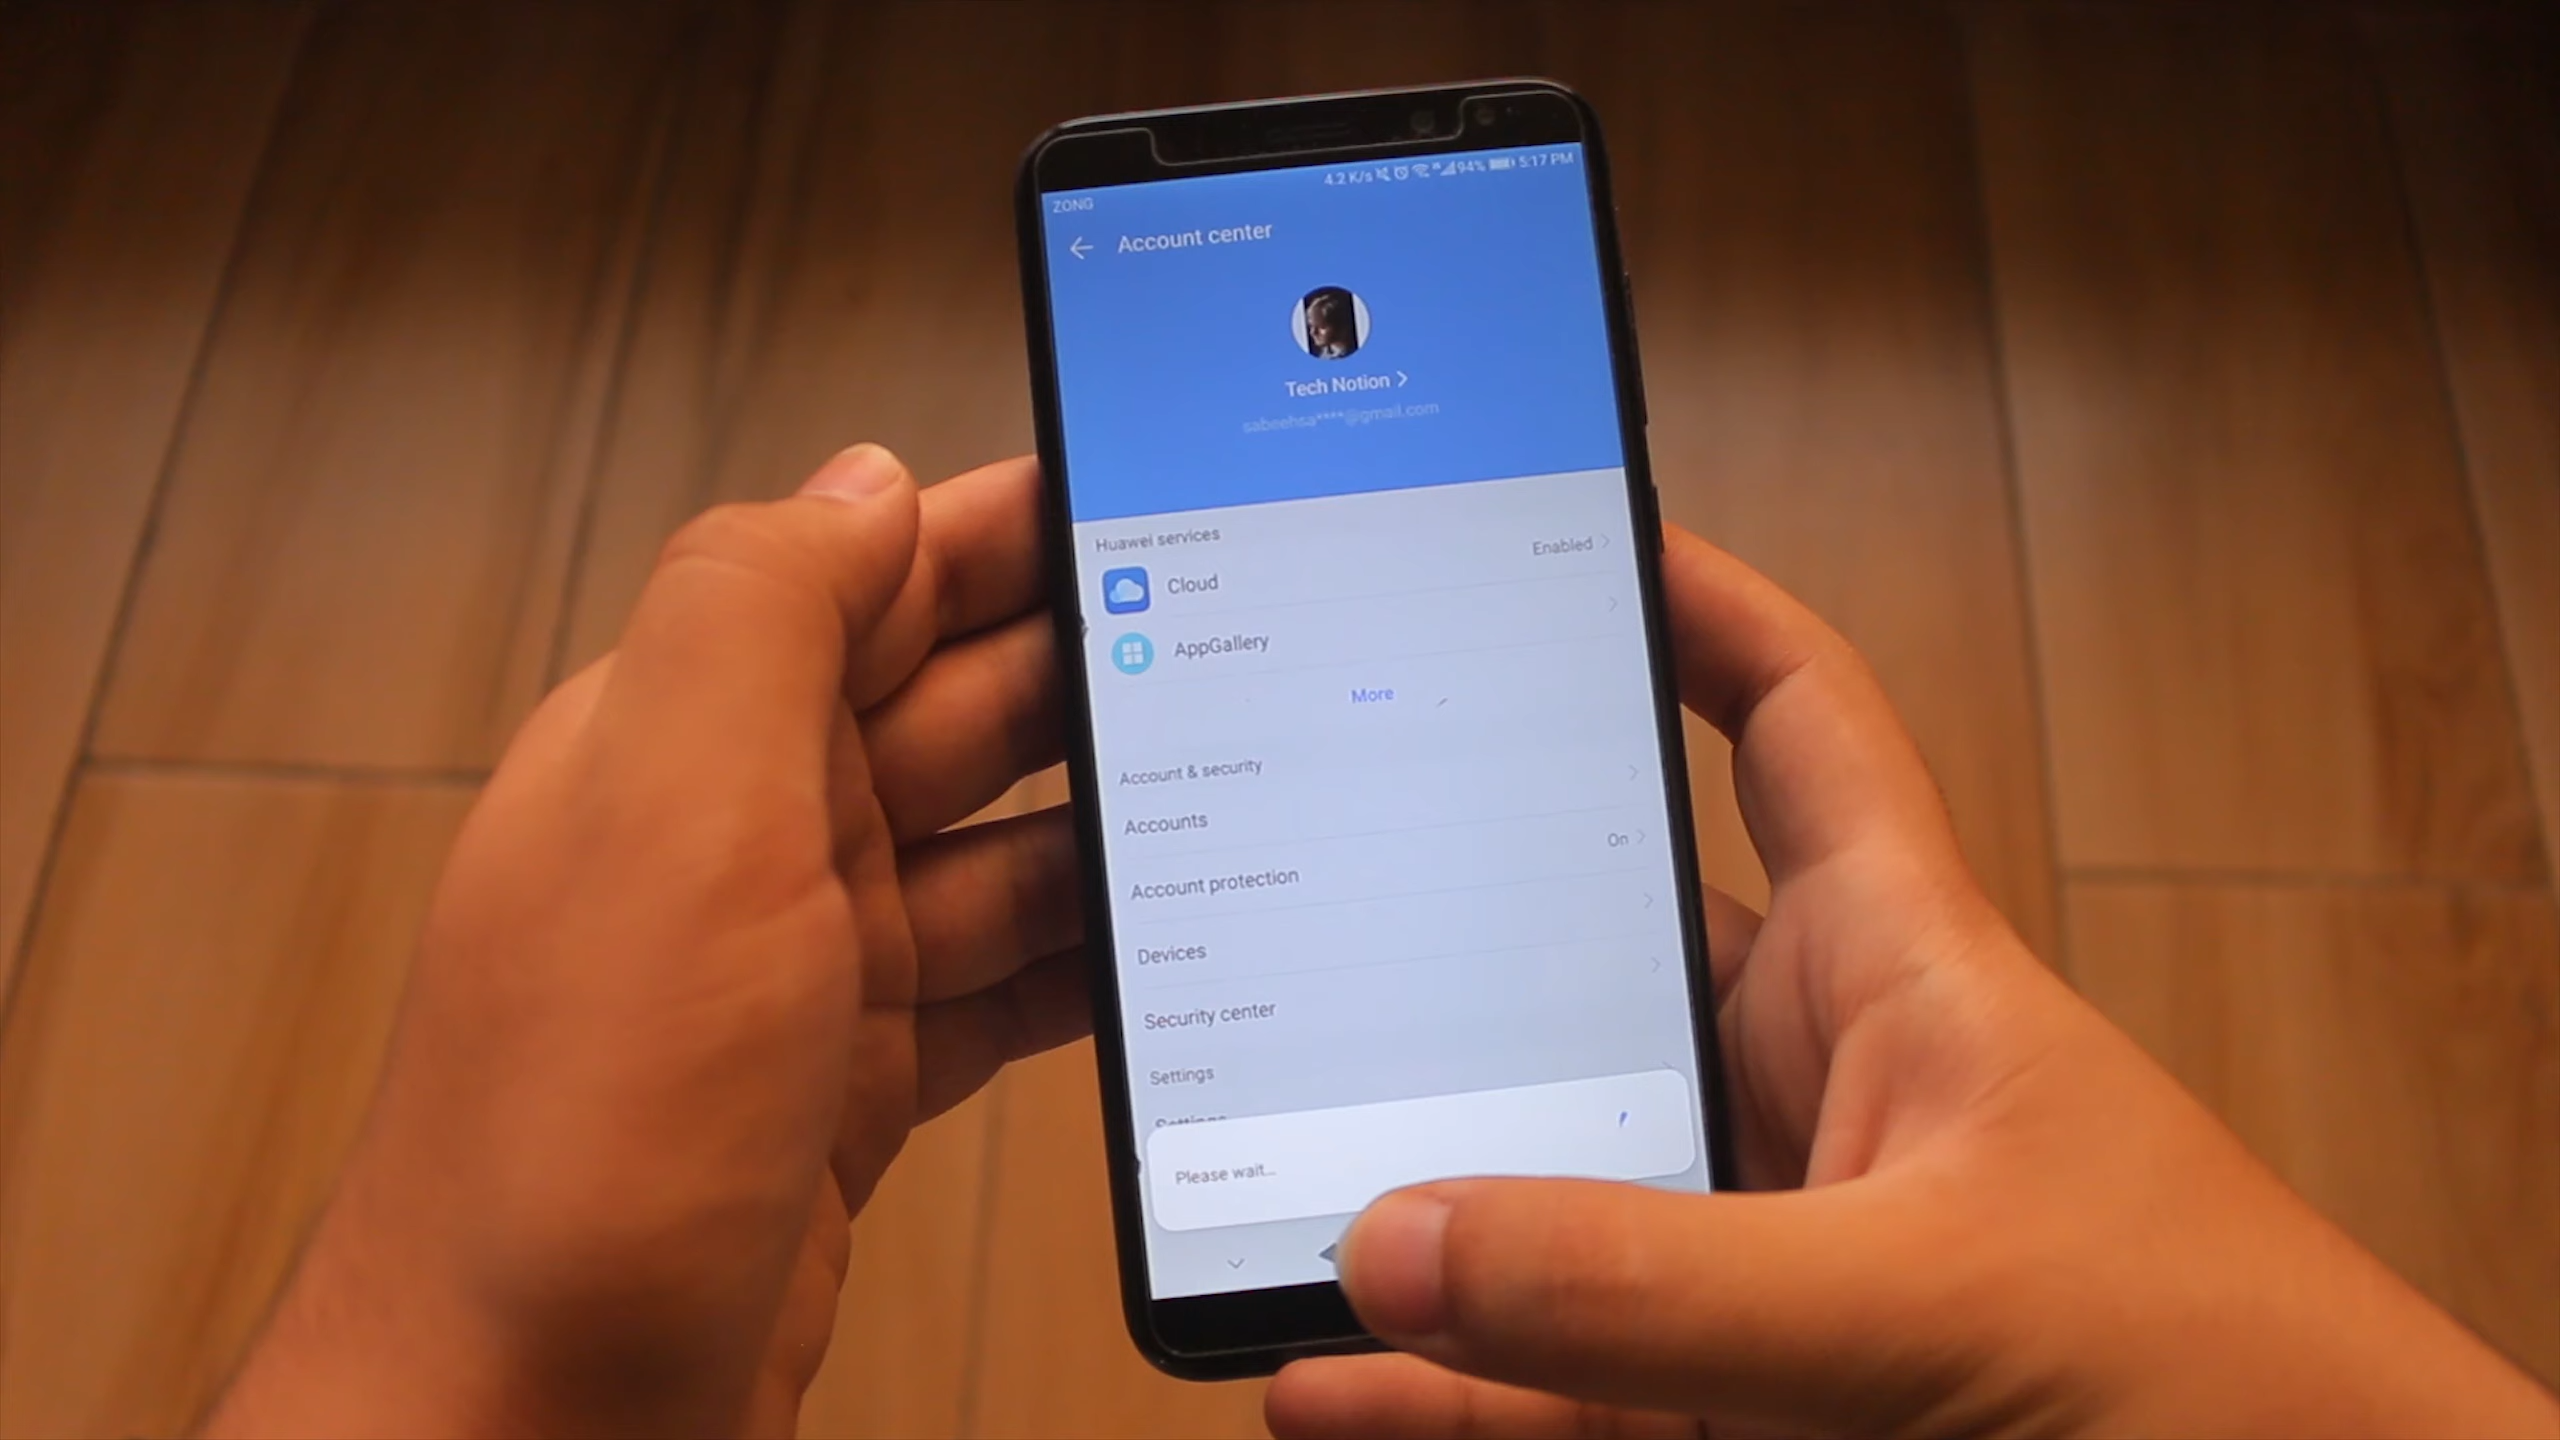 4.2 K/s 94% 5:17 PM
ZONG
Account center
Tech Notion
sabeehsa****@gmail.com
Huawei services
Cloud Enabled
AppGallery
More
Account & security
Accounts
Account protection On
Devices
Security center
Settings
Settings
Please wait...